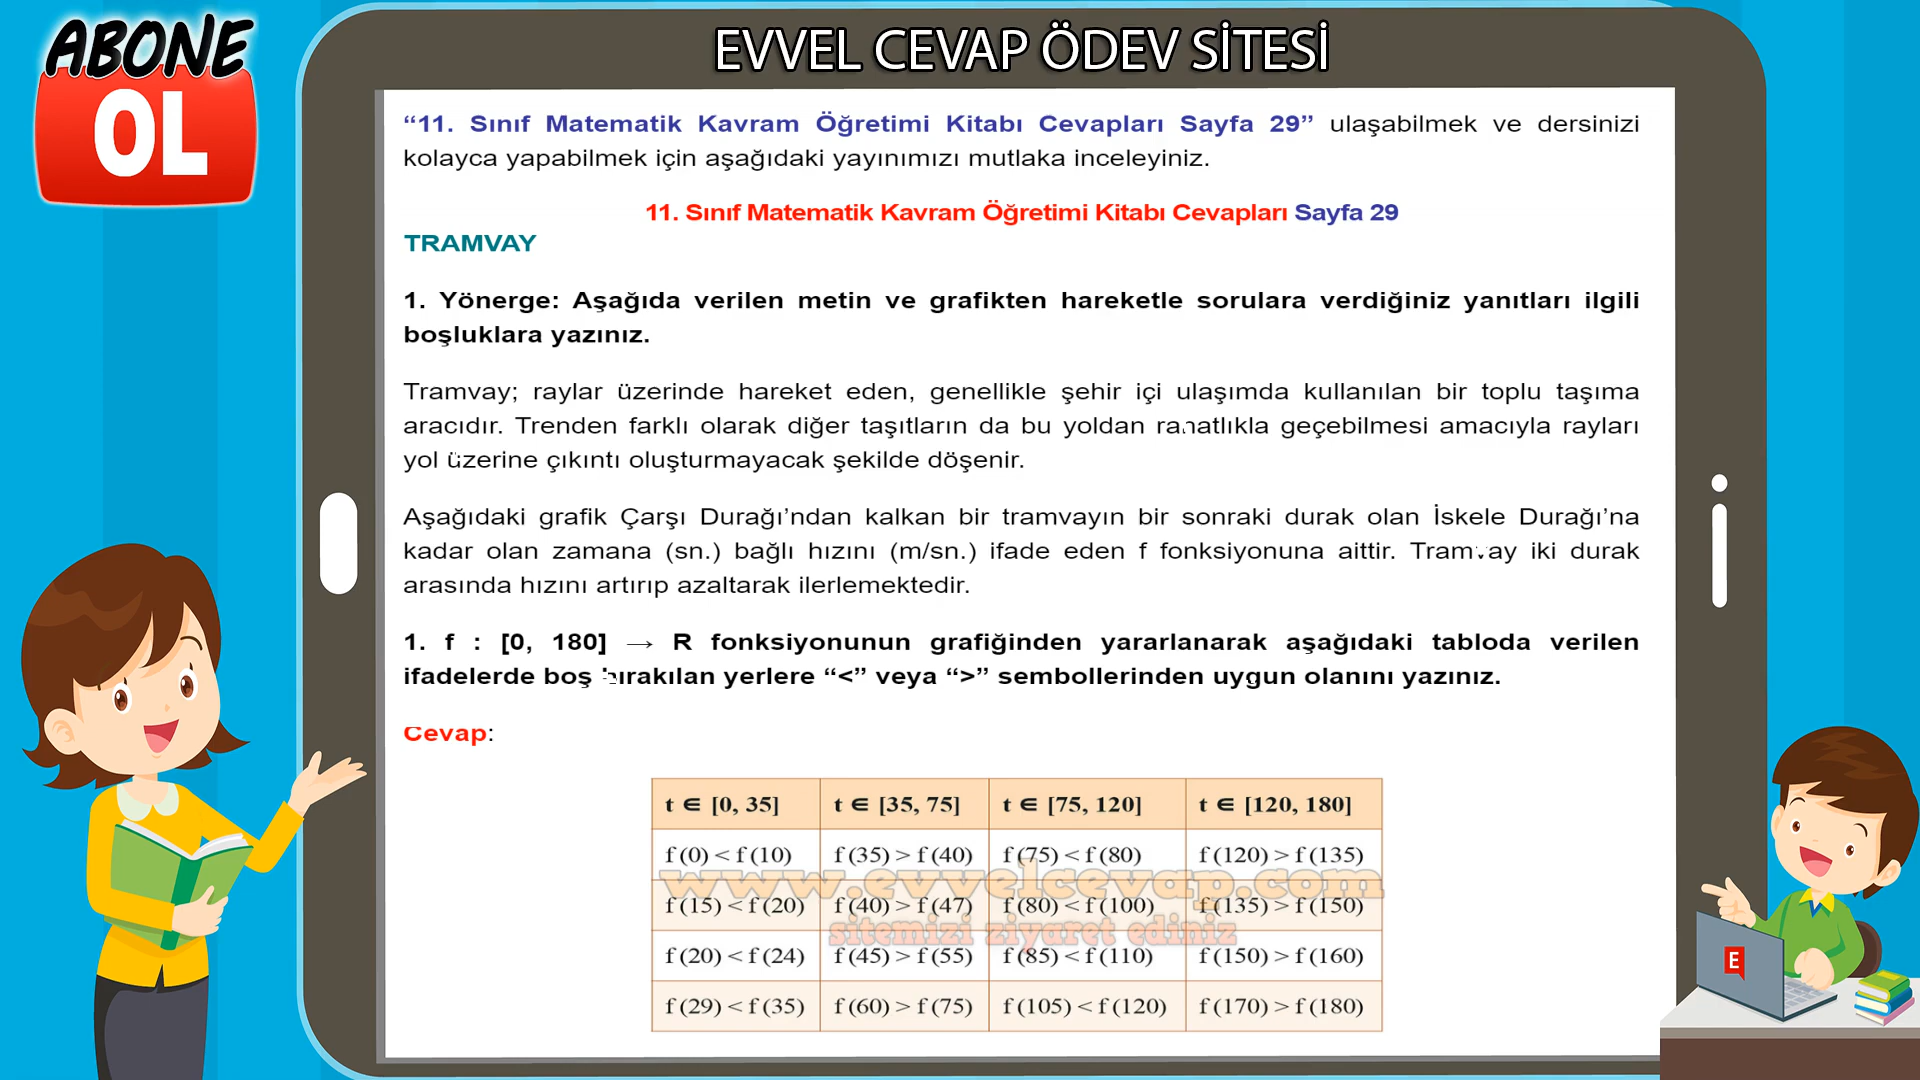 ABONE
OL
EVVEL CEVAP ÖDEV SİTESİ
“11. Sınıf Matematik Kavram Öğretimi Kitabı Cevapları Sayfa 29” ulaşabilmek ve dersinizi
kolayca yapabilmek için aşağıdaki yayınımızı mutlaka inceleyiniz.
11. Sınıf Matematik Kavram Öğretimi Kitabı Cevapları Sayfa 29
TRAMVAY
1. Yönerge: Aşağıda verilen metin ve grafikten hareketle sorulara verdiğiniz yanıtları ilgili
boşluklara yazınız.
Tramvay; raylar üzerinde hareket eden, genellikle şehir içi ulaşımda kullanılan bir toplu taşıma
aracıdır. Trenden farklı olarak diğer taşıtların da bu yoldan rahatlıkla geçebilmesi amacıyla rayları
yol üzerine çıkıntı oluşturmayacak şekilde döşenir.
Aşağıdaki grafik Çarşı Durağı’ndan kalkan bir tramvayın bir sonraki durak olan İskele Durağı’na
kadar olan zamana (sn.) bağlı hızını (m/sn.) ifade eden f fonksiyonuna aittir. Tramvay iki durak
arasında hızını artırıp azaltarak ilerlemektedir.
1. f : [0, 180] → R fonksiyonunun grafiğinden yararlanarak aşağıdaki tabloda verilen
ifadelerde boş bırakılan yerlere “<” veya “>” sembollerinden uygun olanını yazınız.
Cevap:
t ∈ [0, 35] t ∈ [35, 75] t ∈ [75, 120] t ∈ [120, 180]
f (0) < f (10) f (35) > f (40) f (75) < f (80) f (120) > f (135)
www.evvelcevap.com
f (15) < f (20) f (40) > f (47) f (80) < f (100) f (135) > f (150)
sitemizi ziyaret ediniz
f (20) < f (24) f (45) > f (55) f (85) < f (110) f (150) > f (160)
f (29) < f (35) f (60) > f (75) f (105) < f (120) f (170) > f (180)
E